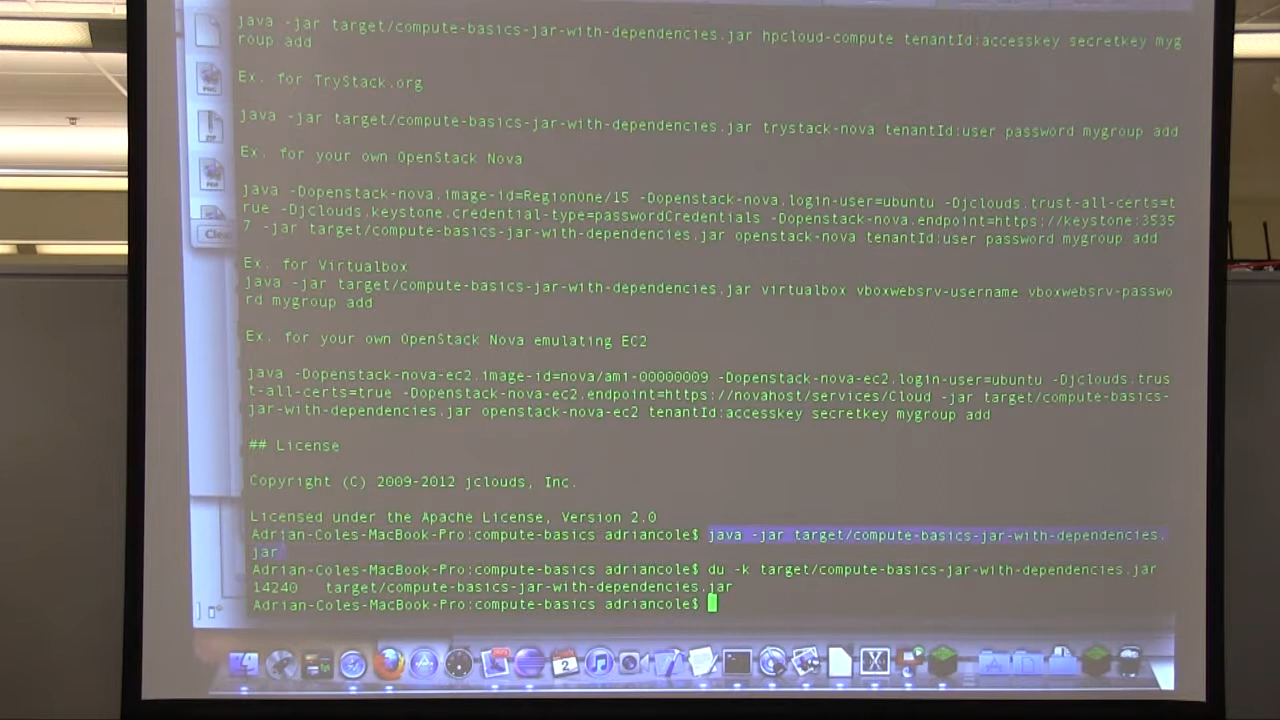 java -jar target/compute-basics-jar-with-dependencies.jar hpcloud-compute tenantId:accesskey secretkey myg
roup add
Ex. for TryStack.org
java -jar target/compute-basics-jar-with-dependencies.jar trystack-nova tenantId:user password mygroup add
Ex. for your own OpenStack Nova
java -Dopenstack-nova.image-id=RegionOne/15 -Dopenstack-nova.login-user=ubuntu -Djclouds.trust-all-certs=t
rue -Djclouds.keystone.credential-type=passwordCredentials -Dopenstack-nova.endpoint=https://keystone:3535
7 -jar target/compute-basics-jar-with-dependencies.jar openstack-nova tenantId:user password mygroup add
Ex. for Virtualbox
java -jar target/compute-basics-jar-with-dependencies.jar virtualbox vboxwebsrv-username vboxwebsrv-passwo
rd mygroup add
Ex. for your own OpenStack Nova emulating EC2
java -Dopenstack-nova-ec2.image-id=nova/ami-00000009 -Dopenstack-nova-ec2.login-user=ubuntu -Djclouds.trus
t-all-certs=true -Dopenstack-nova-ec2.endpoint=https://novahost/services/Cloud -jar target/compute-basics-
jar-with-dependencies.jar openstack-nova-ec2 tenantId:accesskey secretkey mygroup add
## License
Copyright (C) 2009-2012 jclouds, Inc.
Licensed under the Apache License, Version 2.0
Adrian-Coles-MacBook-Pro:compute-basics adriancole$ java -jar target/compute-basics-jar-with-dependencies.
jar
Adrian-Coles-MacBook-Pro:compute-basics adriancole$ du -k target/compute-basics-jar-with-dependencies.jar
14240 target/compute-basics-jar-with-dependencies.jar
Adrian-Coles-MacBook-Pro:compute-basics adriancole$
PNG
ZIP
PDF
2
X